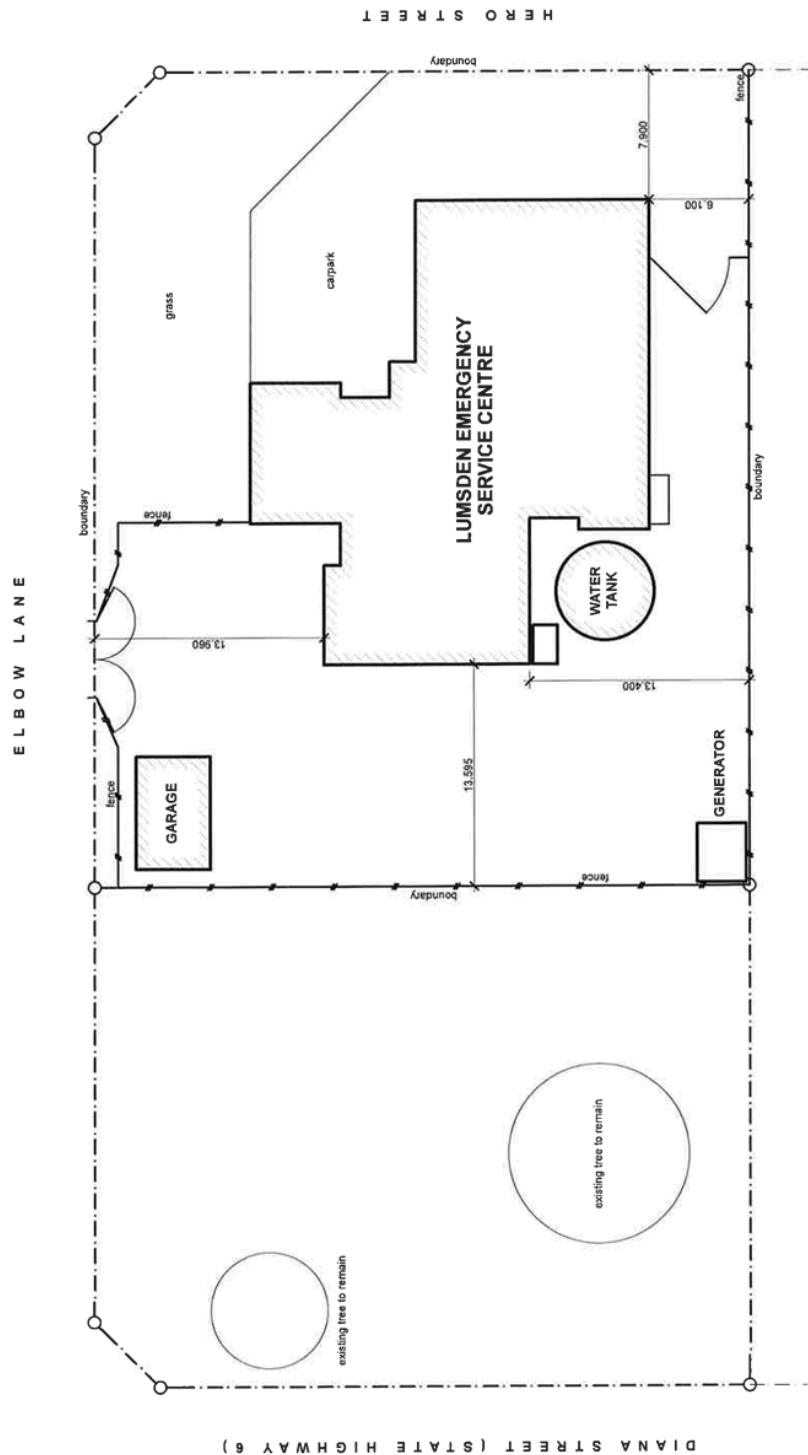 HERO STREET
boundary
fence
7.900
6.100
grass
carpark
LUMSDEN EMERGENCY
SERVICE CENTRE
boundary
fence
ELBOW LANE
13.960
WATER
TANK
boundary
13.400
13.595
GARAGE
fence
GENERATOR
fence
boundary
existing tree to remain
existing tree to remain
DIANA STREET (STATE HIGHWAY 6)